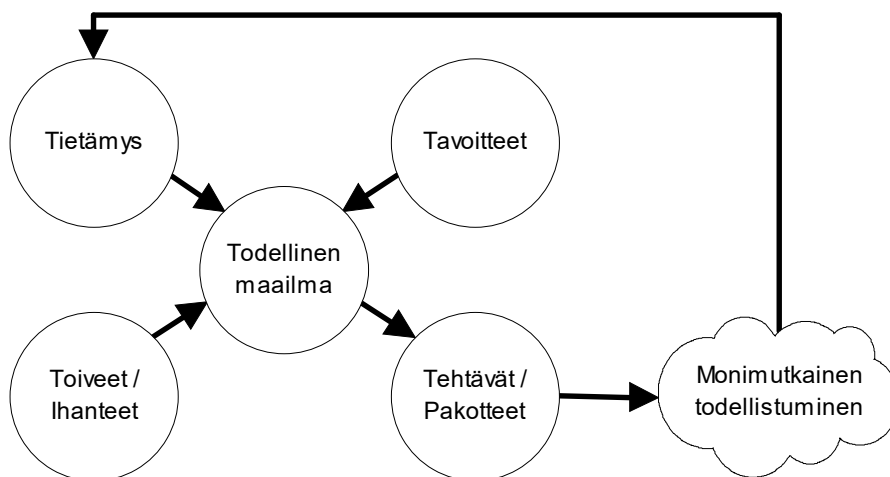 Tietämys
Tavoitteet
Todellinen
maailma
Toiveet /
Ihanteet
Tehtävät /
Pakotteet
Monimutkainen
todellistuminen